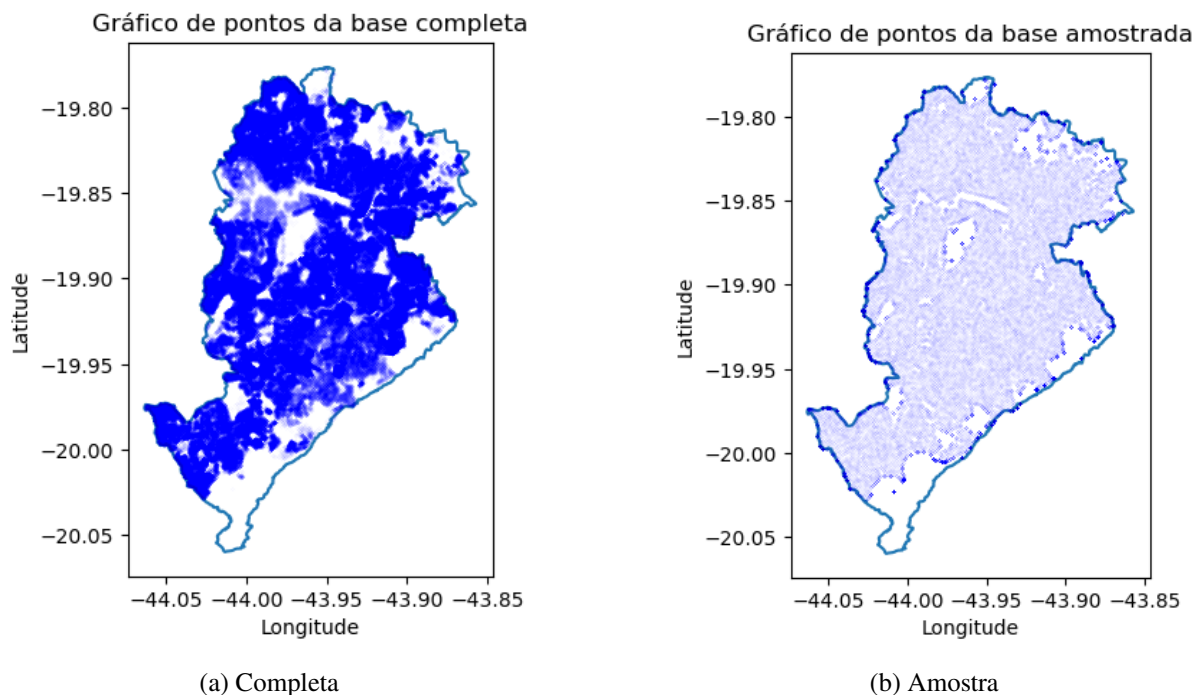 Gráfico de pontos da base completa
−19.80
−19.85
−19.90
−19.95
−20.00
−20.05
Latitude
−44.05 −44.00 −43.95 −43.90 −43.85
Longitude
(a) Completa
Gráfico de pontos da base amostrada
−19.80
−19.85
−19.90
−19.95
−20.00
−20.05
Latitude
−44.05 −44.00 −43.95 −43.90 −43.85
Longitude
(b) Amostra